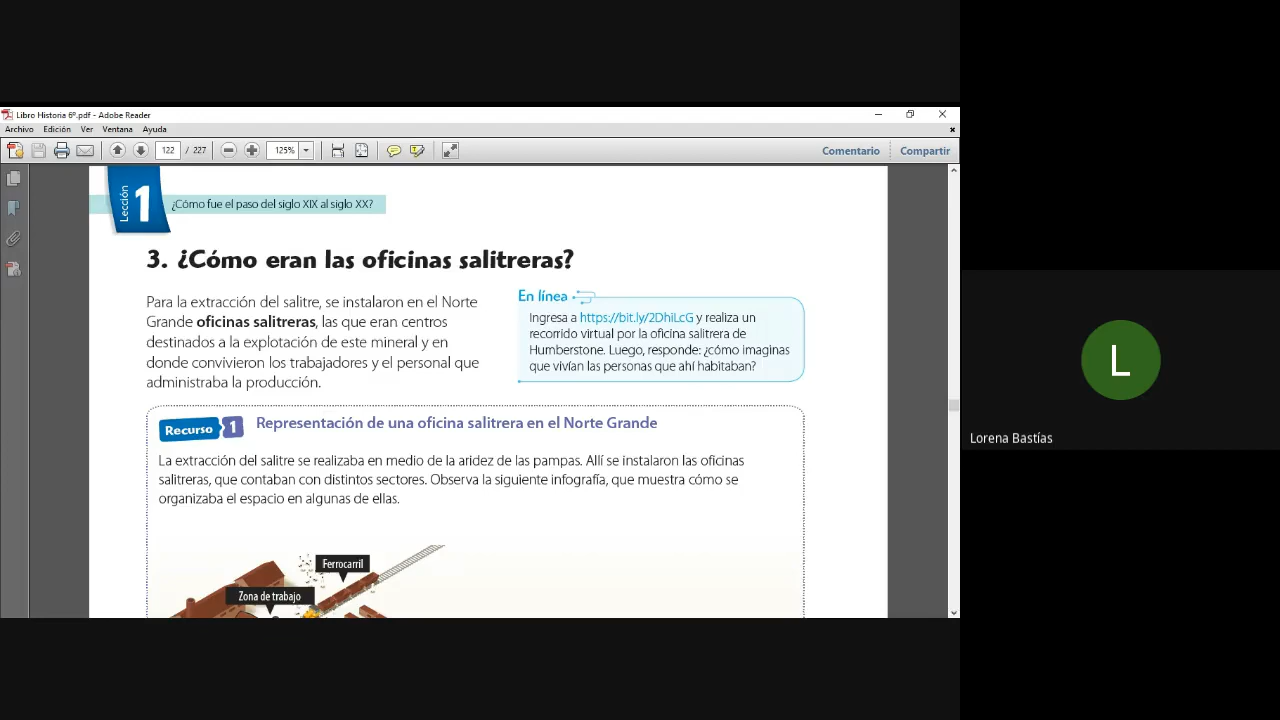 Libro Historia 6º.pdf - Adobe Reader
Archivo Edición Ver Ventana Ayuda
122 / 227 125% Comentario Compartir
Lección 1
¿Cómo fue el paso del siglo XIX al siglo XX?
3. ¿Cómo eran las oficinas salitreras?
Para la extracción del salitre, se instalaron en el Norte
Grande oficinas salitreras, las que eran centros
destinados a la explotación de este mineral y en
donde convivieron los trabajadores y el personal que
administraba la producción.
En línea
Ingresa a https://bit.ly/2DhiLcG y realiza un
recorrido virtual por la oficina salitrera de
Humberstone. Luego, responde: ¿cómo imaginas
que vivían las personas que ahí habitaban?
Recurso 1 Representación de una oficina salitrera en el Norte Grande
La extracción del salitre se realizaba en medio de la aridez de las pampas. Allí se instalaron las oficinas
salitreras, que contaban con distintos sectores. Observa la siguiente infografía, que muestra cómo se
organizaba el espacio en algunas de ellas.
Ferrocarril
Zona de trabajo
L
Lorena Bastías